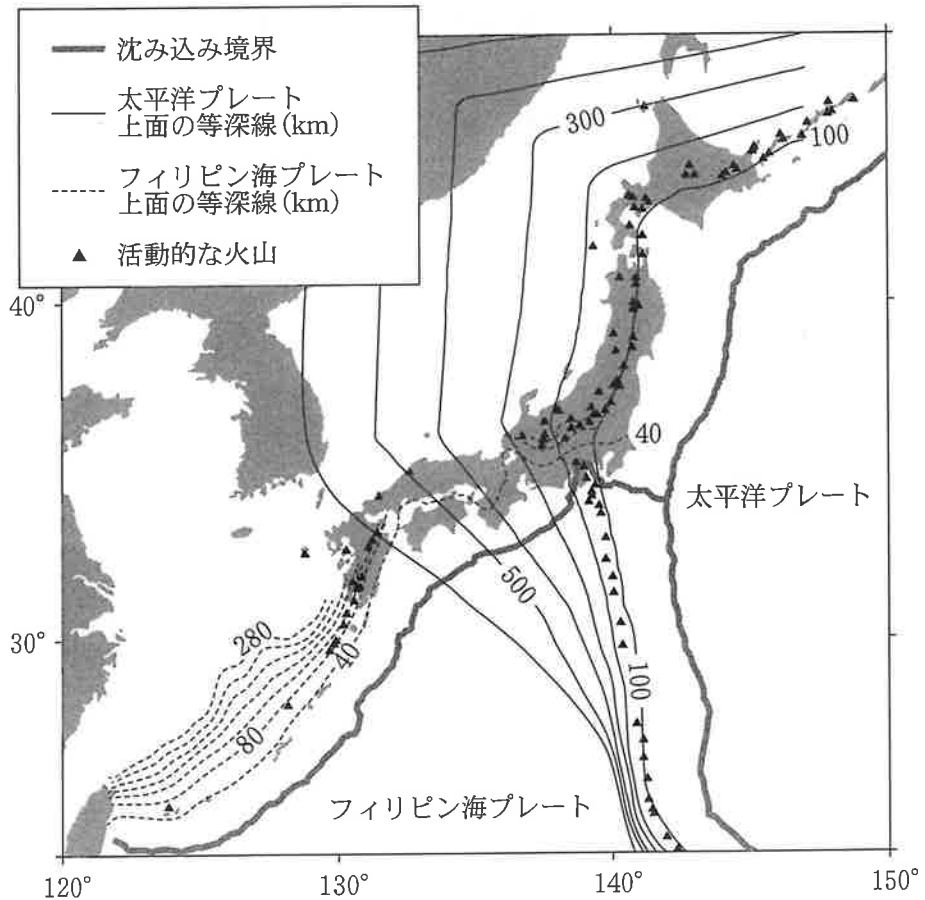 沈み込み境界
太平洋プレート
上面の等深線(km)
フィリピン海プレート
上面の等深線(km)
活動的な火山
300
100
40°
40
太平洋プレート
500
30°
280
40
100
80
フィリピン海プレート
120°
130°
140°
150°